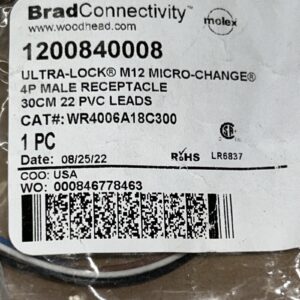 BradConnectivity™
www.woodhead.com
molex
1200840008
ULTRA-LOCK® M12 MICRO-CHANGE®
4P MALE RECEPTACLE
30CM 22 PVC LEADS
CAT#: WR4006A18C300
1 PC
Date: 08/25/22
RoHS
LR6837
COO: USA
WO: 000846778463